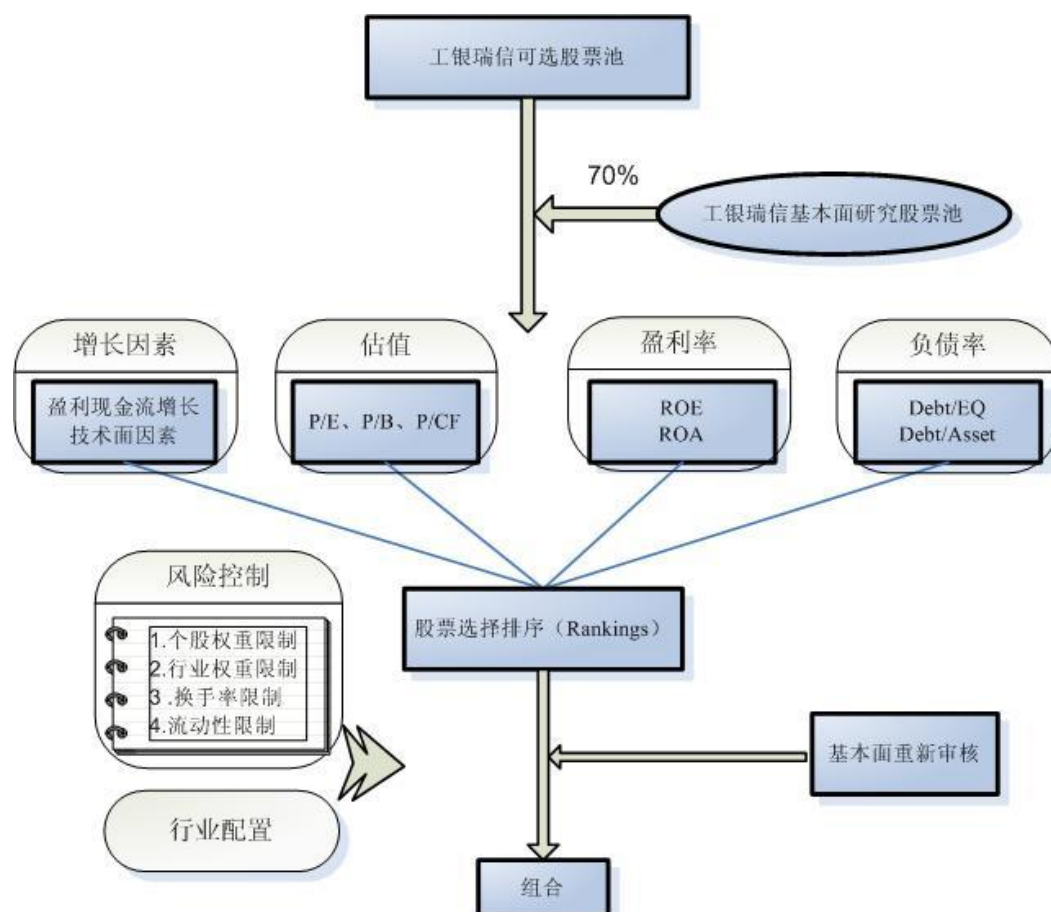 工银瑞信可选股票池
70%
工银瑞信基本面研究股票池
增长因素
盈利现金流增长
技术面因素
估值
P/E、P/B、P/CF
盈利率
ROE
ROA
负债率
Debt/EQ
Debt/Asset
风险控制
1.个股权重限制
2.行业权重限制
3 .换手率限制
4.流动性限制
行业配置
股票选择排序（Rankings）
基本面重新审核
组合